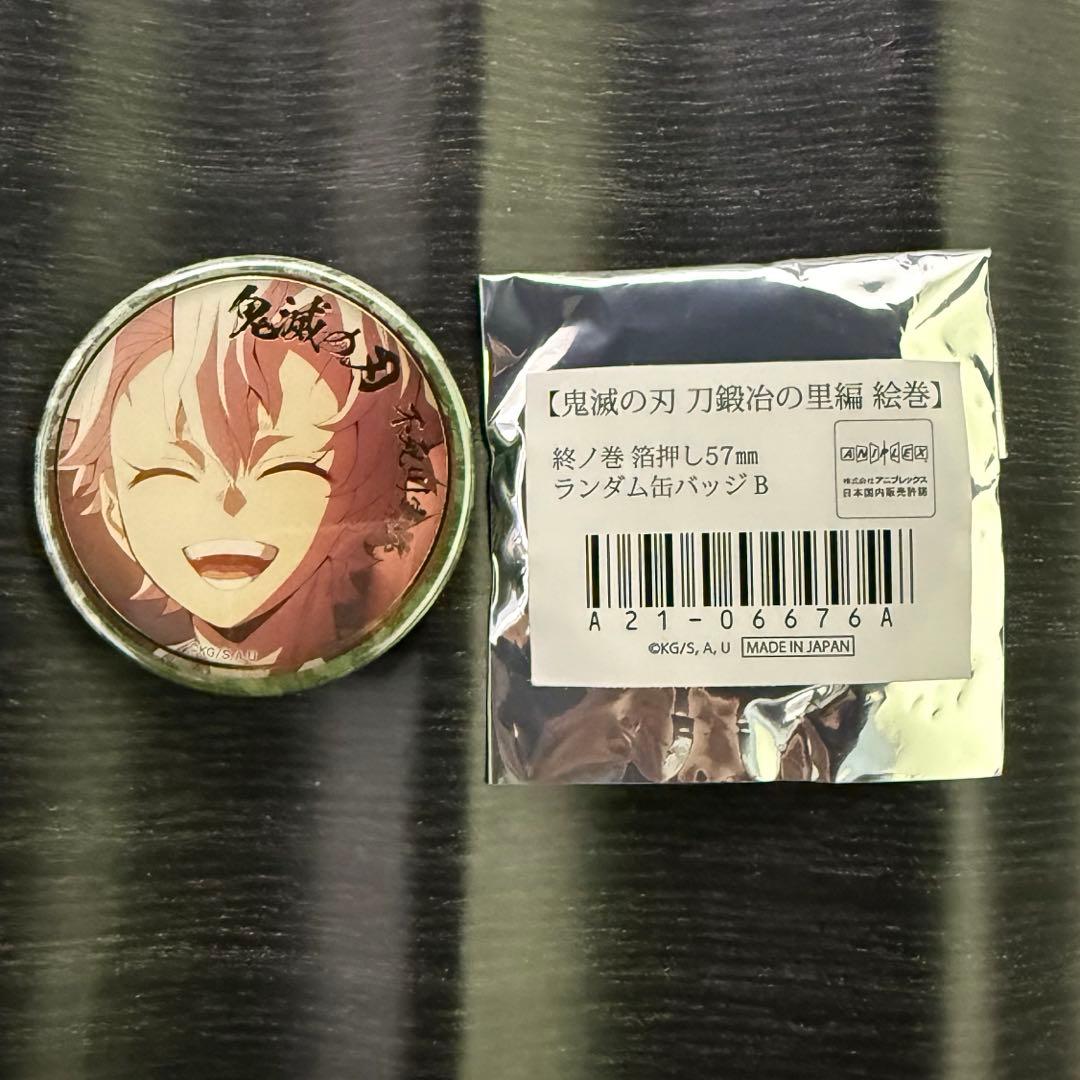 鬼滅の刃
©KG/S,A,U
【鬼滅の刃 刀鍛冶の里編 絵巻】
終ノ巻 箔押し57㎜
ランダム缶バッジ B
ANIPLEX
株式会社アニプレックス
日本国内販売許諾
A21-06676A
©KG/S, A, U MADE IN JAPAN